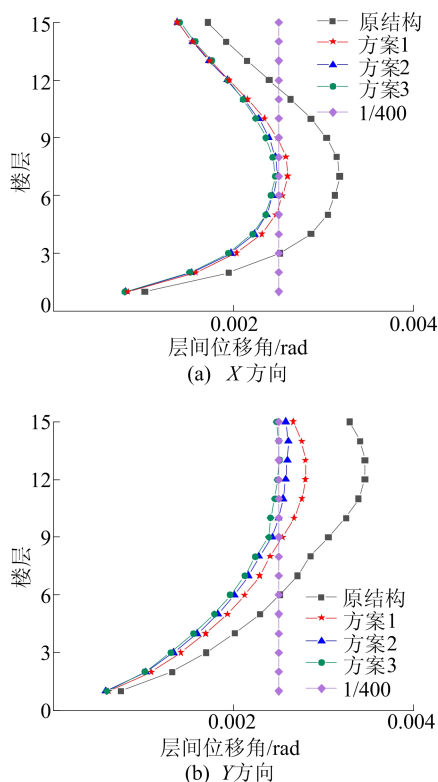 15
12
9
6
3
0
楼层
原结构
方案1
方案2
方案3
1/400
0.002
0.004
层间位移角/rad
(a) X 方向
15
12
9
6
3
0
楼层
原结构
方案1
方案2
方案3
1/400
0.002
0.004
层间位移角/rad
(b) Y方向